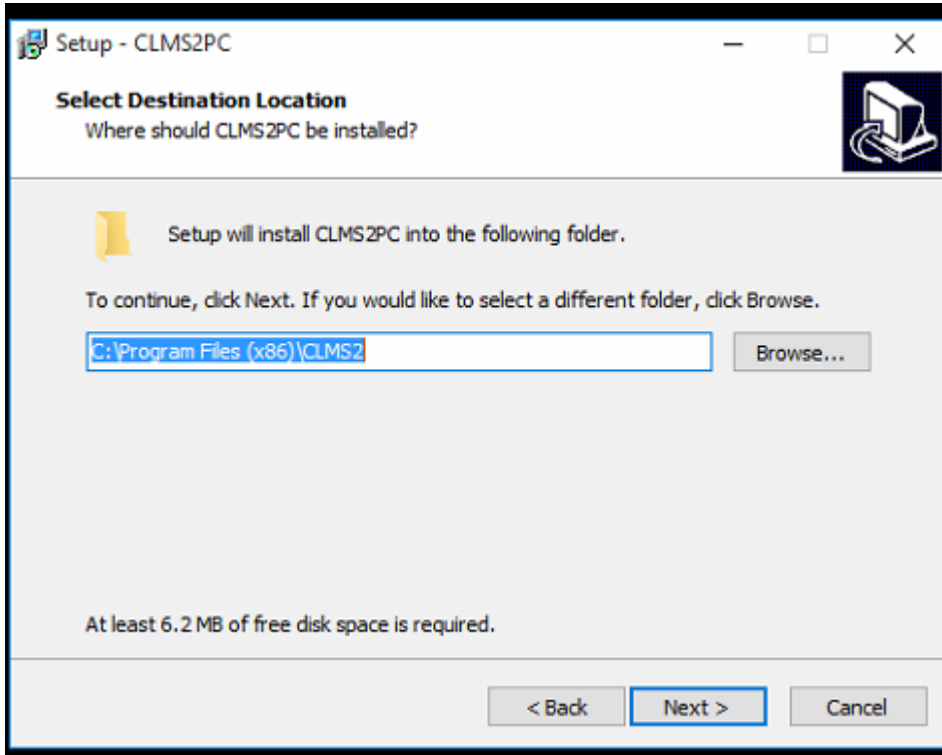 Setup - CLMS2PC
Select Destination Location
Where should CLMS2PC be installed?
Setup will install CLMS2PC into the following folder.
To continue, click Next. If you would like to select a different folder, click Browse.
C:\Program Files (x86)\CLMS2
Browse...
At least 6.2 MB of free disk space is required.
< Back
Next >
Cancel